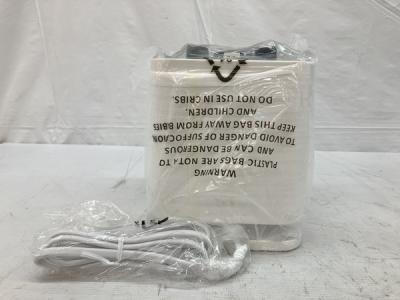 WARNING
PLASTIC BAGS ARE NOT A TO
AND CAN BE DANGEROUS
TO AVOID DANGER OF SUFFOCAION
KEEP THIS BAG AWAY FROM BABIES
AND CHILDREN.
DO NOT USE IN CRIBS.